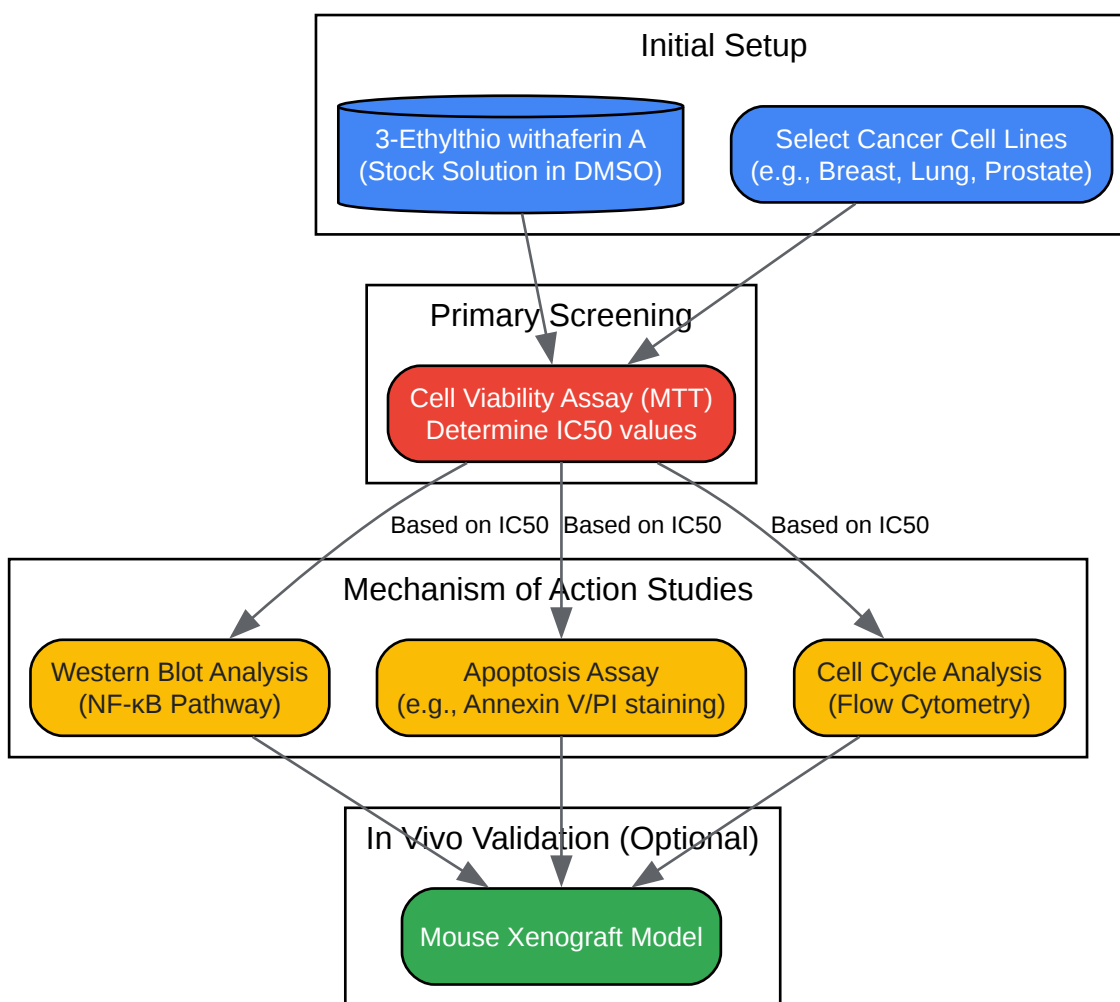 Initial Setup
3-Ethylthio withaferin A
(Stock Solution in DMSO)
Select Cancer Cell Lines
(e.g., Breast, Lung, Prostate)
Primary Screening
Cell Viability Assay (MTT)
Determine IC50 values
Based on IC50
Based on IC50
Based on IC50
Mechanism of Action Studies
Western Blot Analysis
(NF-κB Pathway)
Apoptosis Assay
(e.g., Annexin V/PI staining)
Cell Cycle Analysis
(Flow Cytometry)
In Vivo Validation (Optional)
Mouse Xenograft Model